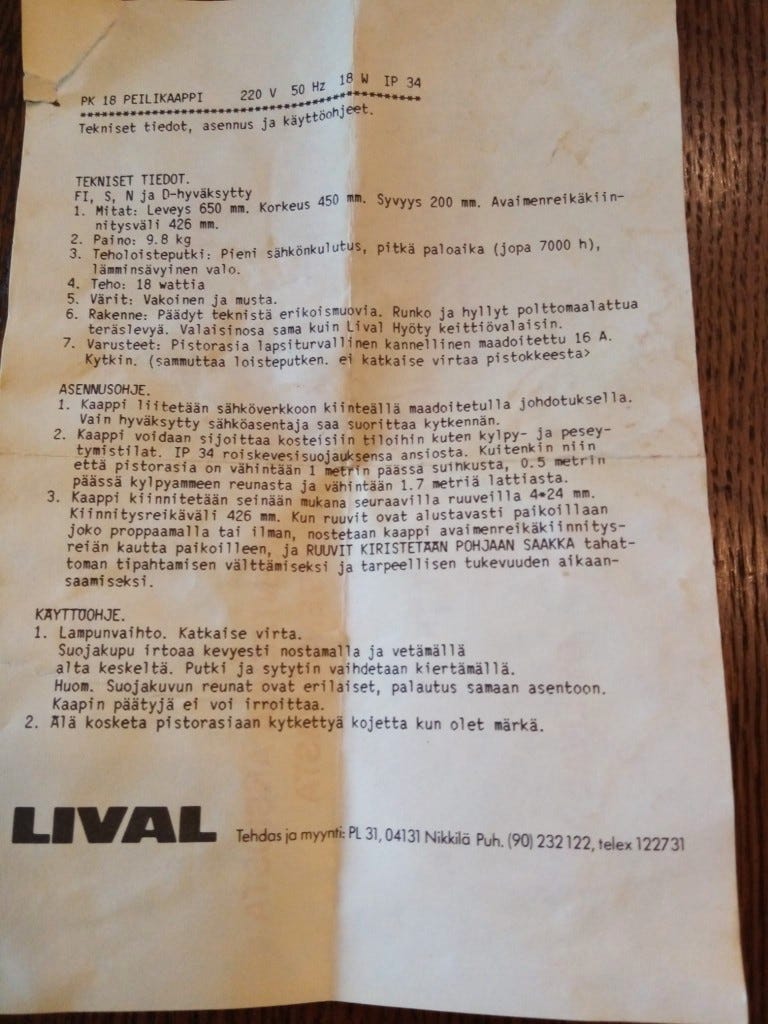 PK 18 PEILIKAAPPI 220 V 50 Hz 18 W IP 34
************************************************
Tekniset tiedot, asennus ja käyttöohjeet.
TEKNISET TIEDOT.
FI, S, N ja D-hyväksytty
1. Mitat: Leveys 650 mm. Korkeus 450 mm. Syvyys 200 mm. Avaimenreikäkiin-
nitysväli 426 mm.
2. Paino: 9.8 kg
3. Teholoisteputki: Pieni sähkönkulutus, pitkä paloaika (jopa 7000 h),
lämminsävyinen valo.
4. Teho: 18 wattia
5. Värit: Vakoinen ja musta.
6. Rakenne: Päädyt teknistä erikoismuovia. Runko ja hyllyt polttomaalattua
teräslevyä. Valaisinosa sama kuin Lival Hyöty keittiövalaisin.
7. Varusteet: Pistorasia lapsiturvallinen kannellinen maadoitettu 16 A.
Kytkin. (sammuttaa loisteputken. ei katkaise virtaa pistokkeesta>
ASENNUSOHJE.
1. Kaappi liitetään sähköverkkoon kiinteällä maadoitetulla johdotuksella.
Vain hyväksytty sähköasentaja saa suorittaa kytkennän.
2. Kaappi voidaan sijoittaa kosteisiin tiloihin kuten kylpy- ja pesey-
tymistilat. IP 34 roiskevesisuojauksensa ansiosta. Kuitenkin niin
että pistorasia on vähintään 1 metrin päässä suihkusta, 0.5 metrin
päässä kylpyammeen reunasta ja vähintään 1.7 metriä lattiasta.
3. Kaappi kiinnitetään seinään mukana seuraavilla ruuveilla 4*24 mm.
Kiinnitysreikäväli 426 mm. Kun ruuvit ovat alustavasti paikoillaan
joko proppaamalla tai ilman, nostetaan kaappi avaimenreikäkiinnitys-
reiän kautta paikoilleen, ja RUUVIT KIRISTETÄÄN POHJAAN SAAKKA tahat-
toman tipahtamisen välttämiseksi ja tarpeellisen tukevuuden aikaan-
saamiseksi.
KÄYTTÖOHJE.
1. Lampunvaihto. Katkaise virta.
Suojakupu irtoaa kevyesti nostamalla ja vetämällä
alta keskeltä. Putki ja sytytin vaihdetaan kiertämällä.
Huom. Suojakuvun reunat ovat erilaiset, palautus samaan asentoon.
Kaapin päätyjä ei voi irroittaa.
2. Älä kosketa pistorasiaan kytkettyä kojetta kun olet märkä.
LIVAL Tehdas ja myynti: PL 31, 04131 Nikkilä Puh. (90) 232 122, telex 122731